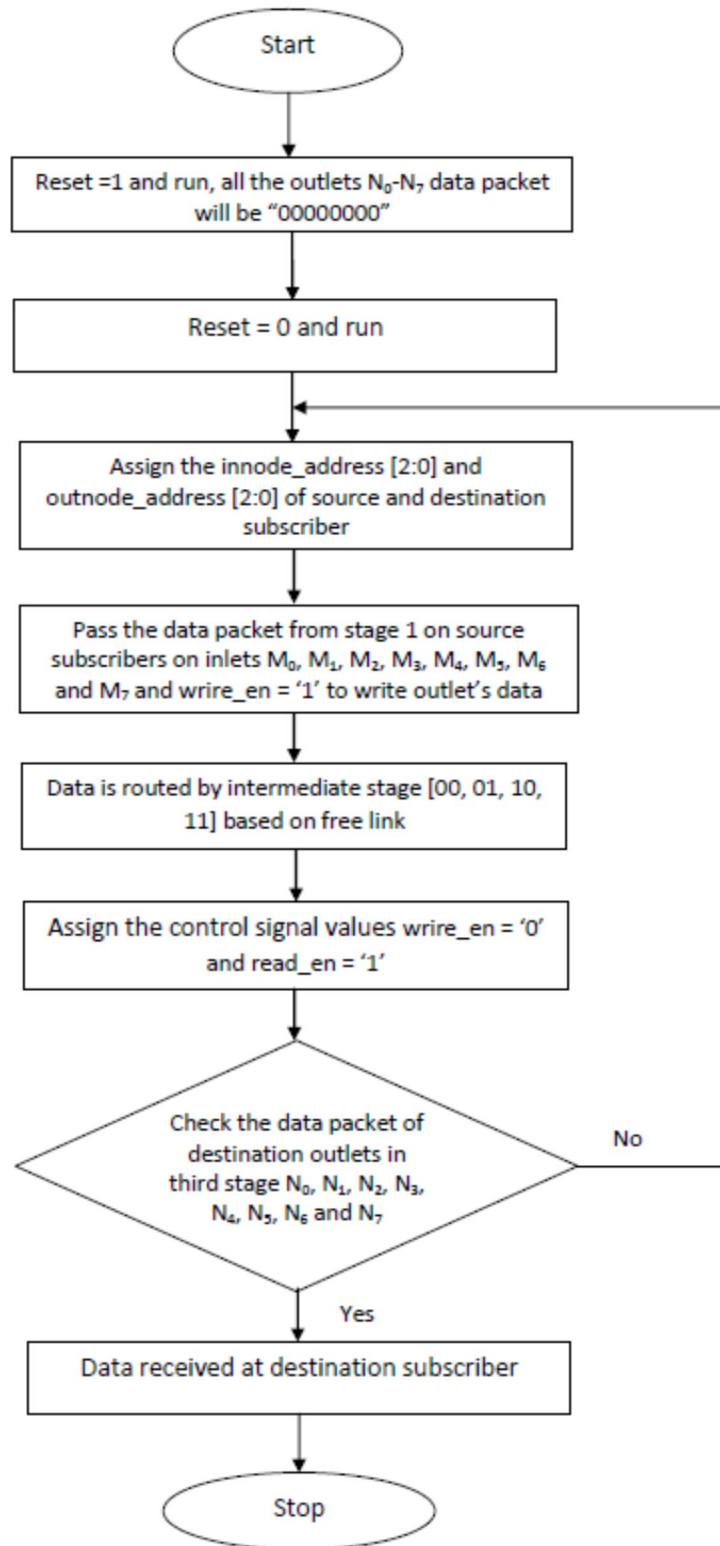 Start
Reset =1 and run, all the outlets N₀-N₇ data packet
will be “00000000”
Reset = 0 and run
Assign the innode_address [2:0] and
outnode_address [2:0] of source and destination
subscriber
Pass the data packet from stage 1 on source
subscribers on inlets M₀, M₁, M₂, M₃, M₄, M₅, M₆
and M₇ and wrire_en = ‘1’ to write outlet’s data
Data is routed by intermediate stage [00, 01, 10,
11] based on free link
Assign the control signal values wrire_en = ‘0’
and read_en = ‘1’
Check the data packet of
destination outlets in
third stage N₀, N₁, N₂, N₃,
N₄, N₅, N₆ and N₇
No
Yes
Data received at destination subscriber
Stop